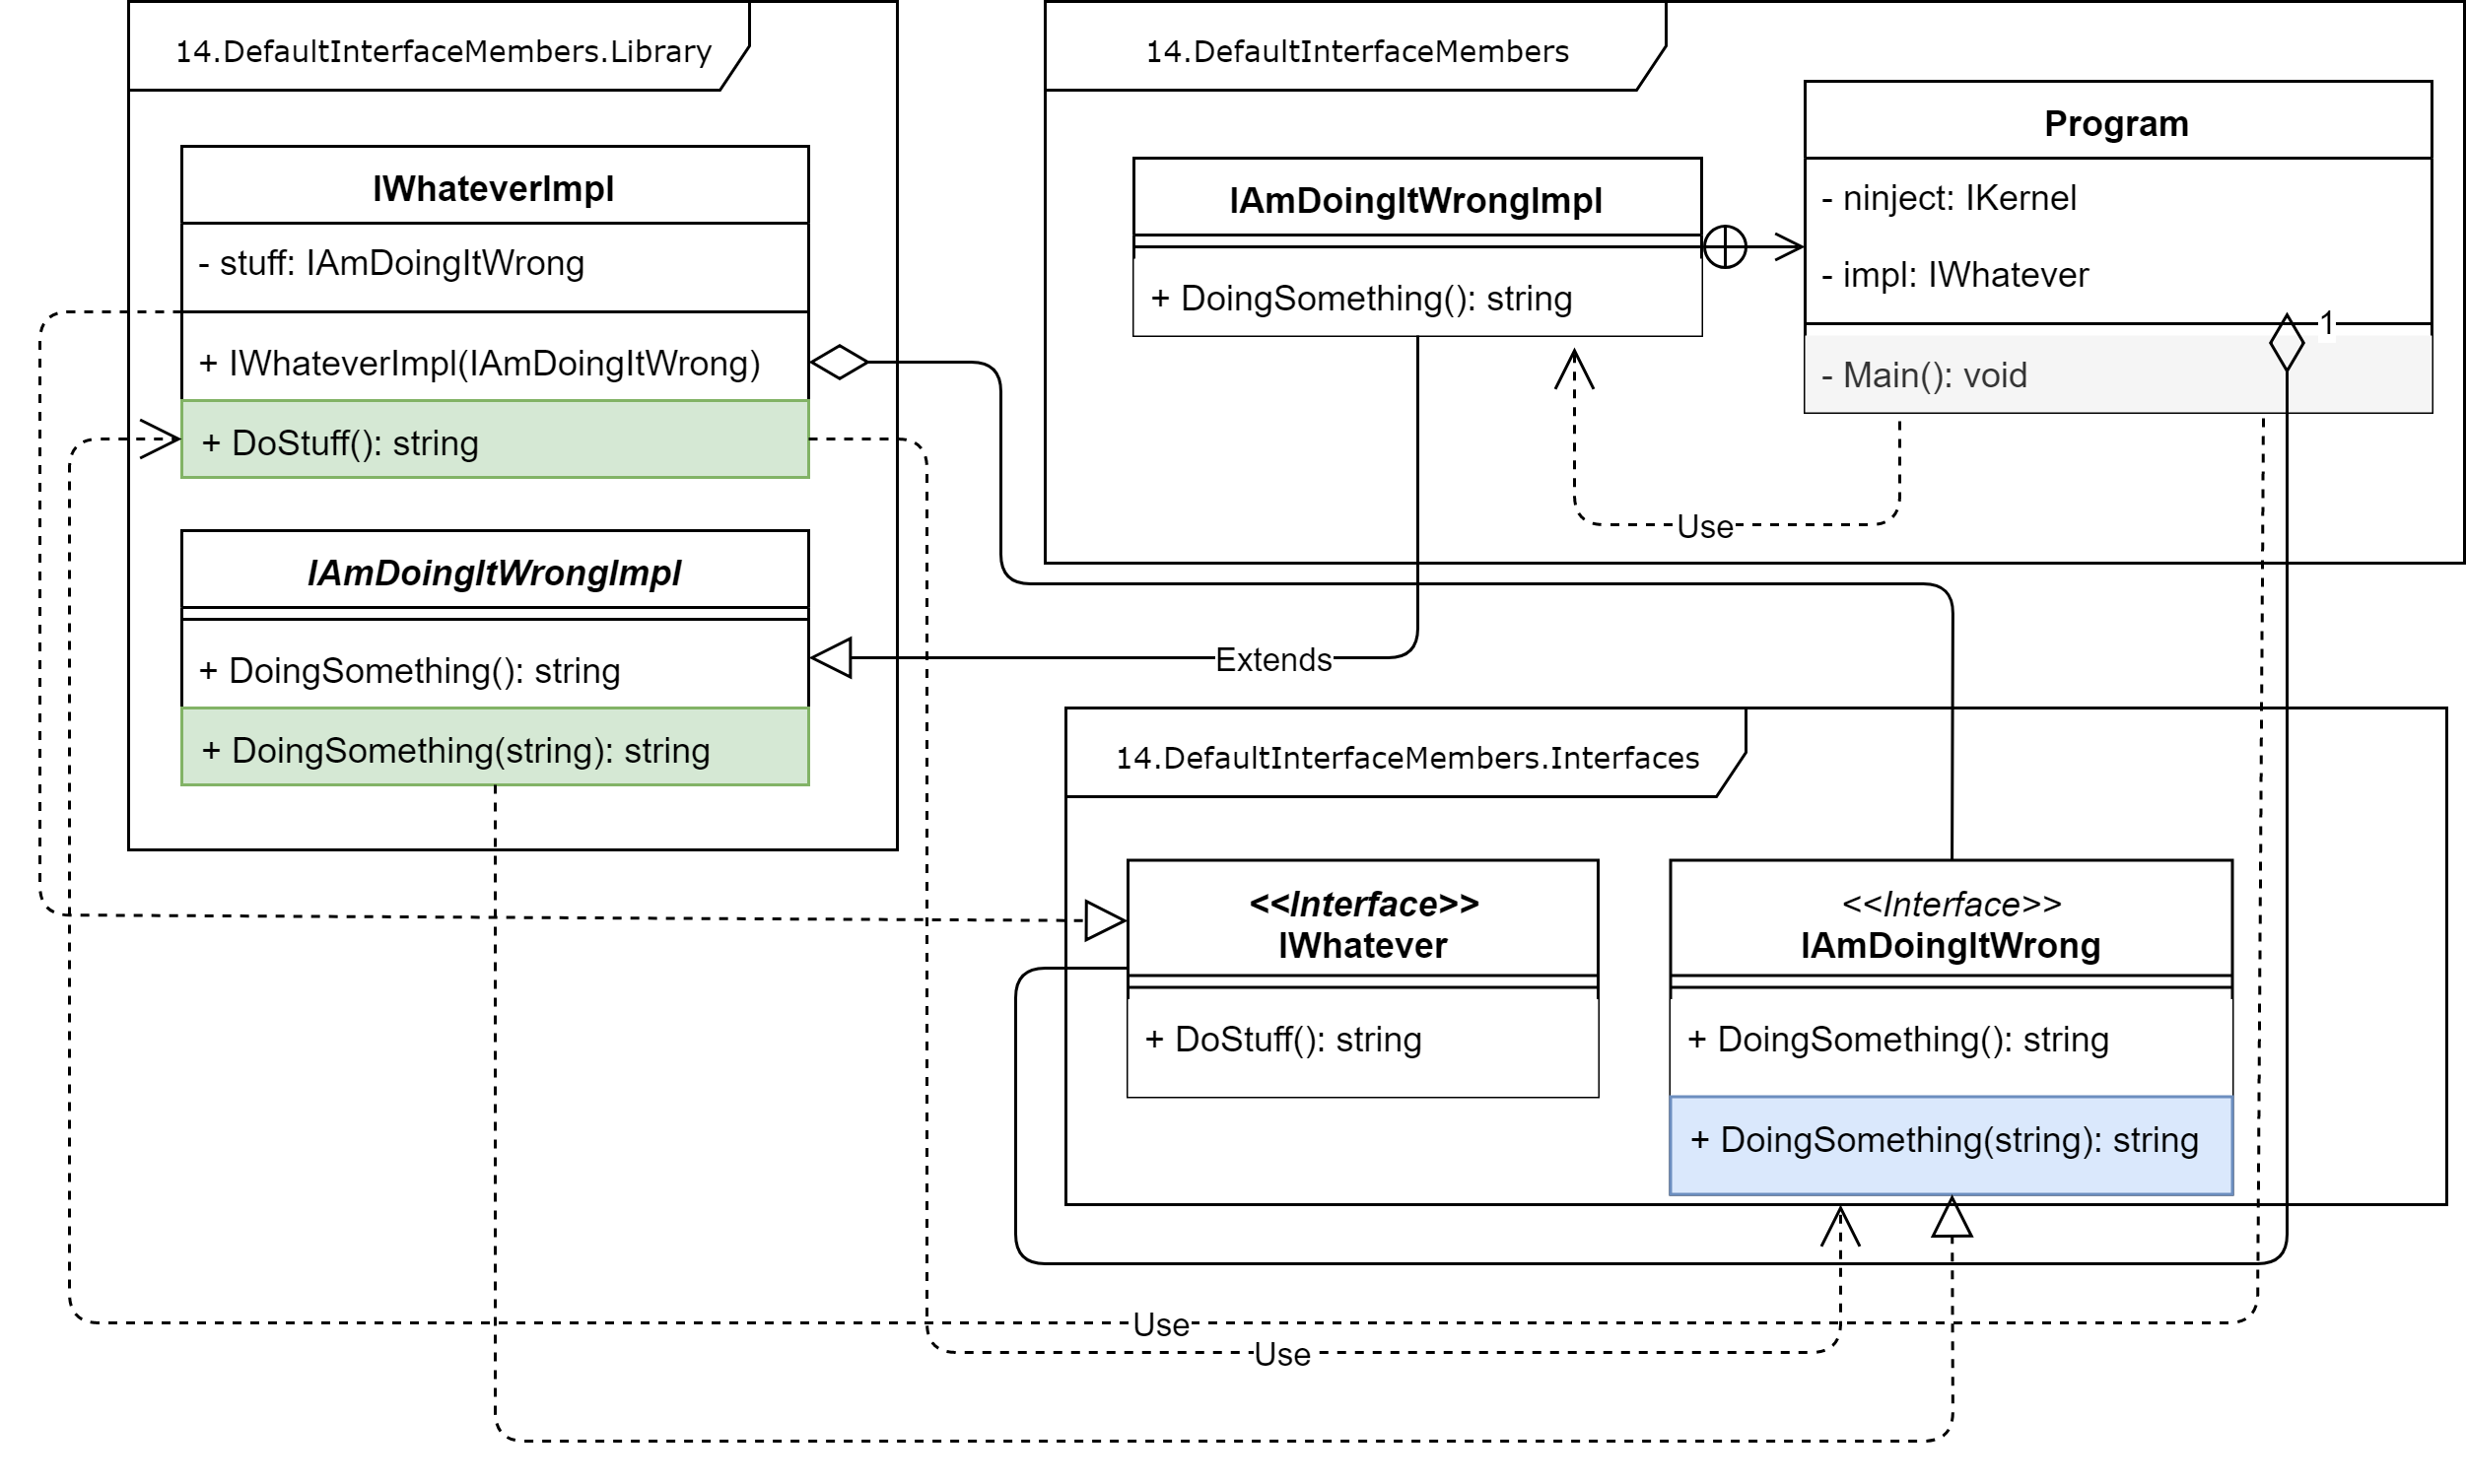 14.DefaultInterfaceMembers.Library
IWhateverImpl
- stuff: IAmDoingItWrong
+ IWhateverImpl(IAmDoingItWrong)
+ DoStuff(): string
IAmDoingItWrongImpl
+ DoingSomething(): string
+ DoingSomething(string): string
14.DefaultInterfaceMembers
IAmDoingItWrongImpl
+ DoingSomething(): string
Program
- ninject: IKernel
- impl: IWhatever
1
- Main(): void
Use
Extends
14.DefaultInterfaceMembers.Interfaces
<<Interface>>
IWhatever
+ DoStuff(): string
<<Interface>>
IAmDoingItWrong
+ DoingSomething(): string
+ DoingSomething(string): string
Use
Use